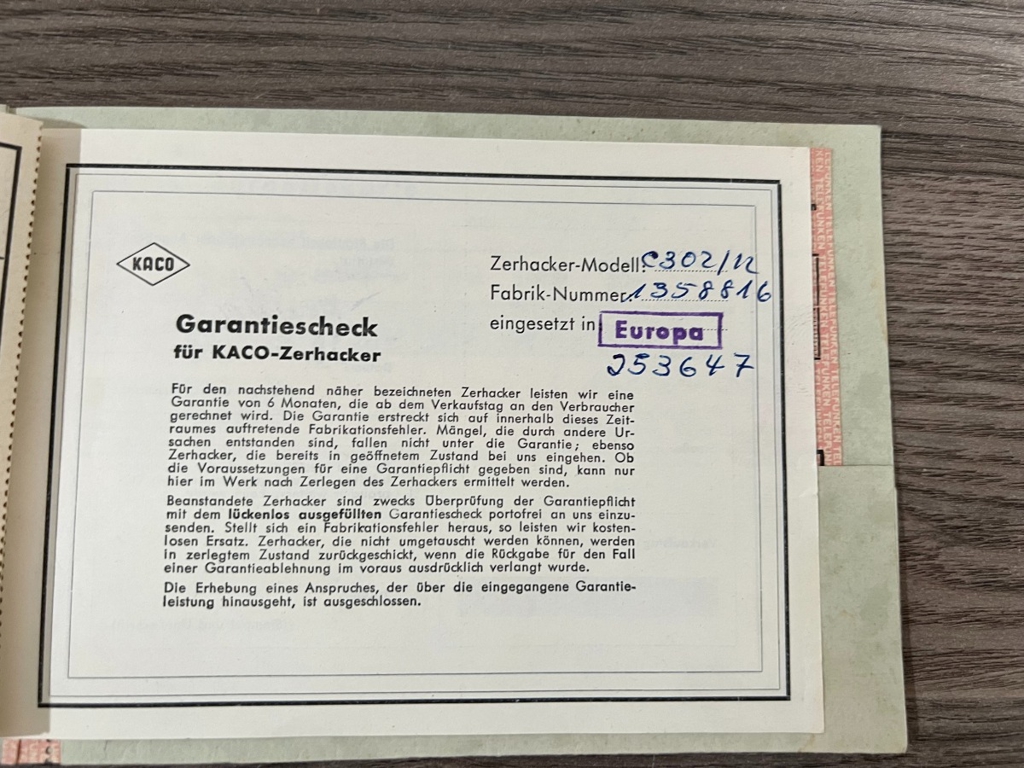 KACO
Zerhacker-Modell: C302/12
Fabrik-Nummer 1358816
eingesetzt in Europa
253647
Garantiescheck
für KACO-Zerhacker
Für den nachstehend näher bezeichneten Zerhacker leisten wir eine
Garantie von 6 Monaten, die ab dem Verkaufstag an den Verbraucher
gerechnet wird. Die Garantie erstreckt sich auf innerhalb dieses Zeit-
raumes auftretende Fabrikationsfehler. Mängel, die durch andere Ur-
sachen entstanden sind, fallen nicht unter die Garantie; ebenso
Zerhacker, die bereits in geöffnetem Zustand bei uns eingehen. Ob
die Voraussetzungen für eine Garantiepflicht gegeben sind, kann nur
hier im Werk nach Zerlegen des Zerhackers ermittelt werden.
Beanstandete Zerhacker sind zwecks Überprüfung der Garantiepflicht
mit dem lückenlos ausgefüllten Garantiescheck portofrei an uns einzu-
senden. Stellt sich ein Fabrikationsfehler heraus, so leisten wir kosten-
losen Ersatz. Zerhacker, die nicht umgetauscht werden können, werden
in zerlegtem Zustand zurückgeschickt, wenn die Rückgabe für den Fall
einer Garantieablehnung im voraus ausdrücklich verlangt wurde.
Die Erhebung eines Anspruches, der über die eingegangene Garantie-
leistung hinausgeht, ist ausgeschlossen.
TELEFUNKEN TELEFUNKEN TELEFUNKEN